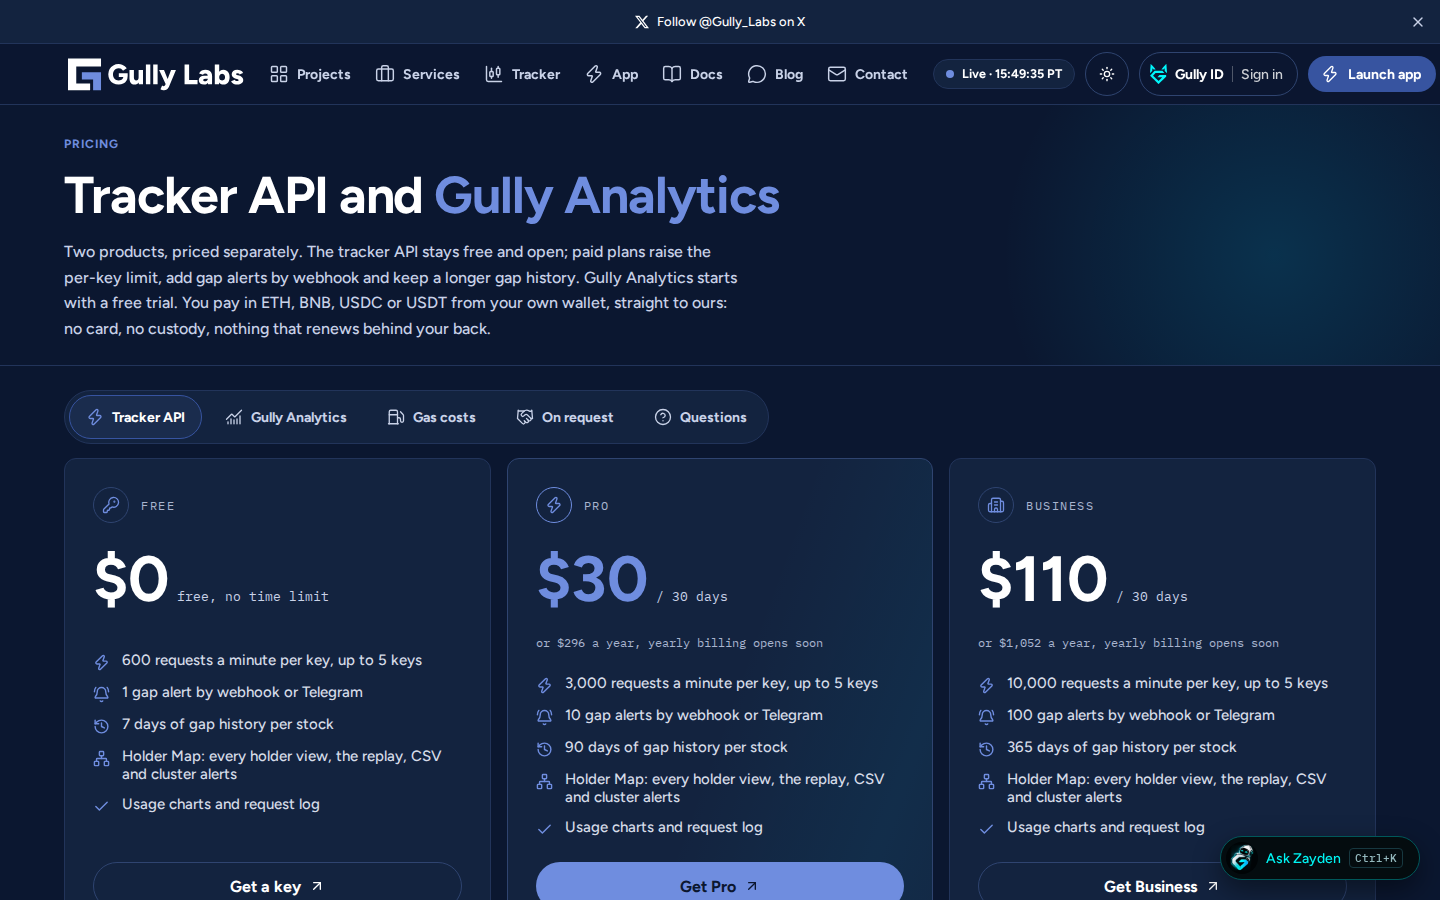 Follow @Gully_Labs on X
Gully Labs
Projects
Services
Tracker
App
Docs
Blog
Contact
Live · 15:49:35 PT
Gully ID
Sign in
Launch app
PRICING
Tracker API and Gully Analytics
Two products, priced separately. The tracker API stays free and open; paid plans raise the
per-key limit, add gap alerts by webhook and keep a longer gap history. Gully Analytics starts
with a free trial. You pay in ETH, BNB, USDC or USDT from your own wallet, straight to ours:
no card, no custody, nothing that renews behind your back.
Tracker API
Gully Analytics
Gas costs
On request
Questions
FREE
$0 free, no time limit
600 requests a minute per key, up to 5 keys
1 gap alert by webhook or Telegram
7 days of gap history per stock
Holder Map: every holder view, the replay, CSV
and cluster alerts
Usage charts and request log
Get a key
PRO
$30 / 30 days
or $296 a year, yearly billing opens soon
3,000 requests a minute per key, up to 5 keys
10 gap alerts by webhook or Telegram
90 days of gap history per stock
Holder Map: every holder view, the replay, CSV
and cluster alerts
Usage charts and request log
Get Pro
BUSINESS
$110 / 30 days
or $1,052 a year, yearly billing opens soon
10,000 requests a minute per key, up to 5 keys
100 gap alerts by webhook or Telegram
365 days of gap history per stock
Holder Map: every holder view, the replay, CSV
and cluster alerts
Usage charts and request log
Get Business
Ask Zayden Ctrl+K